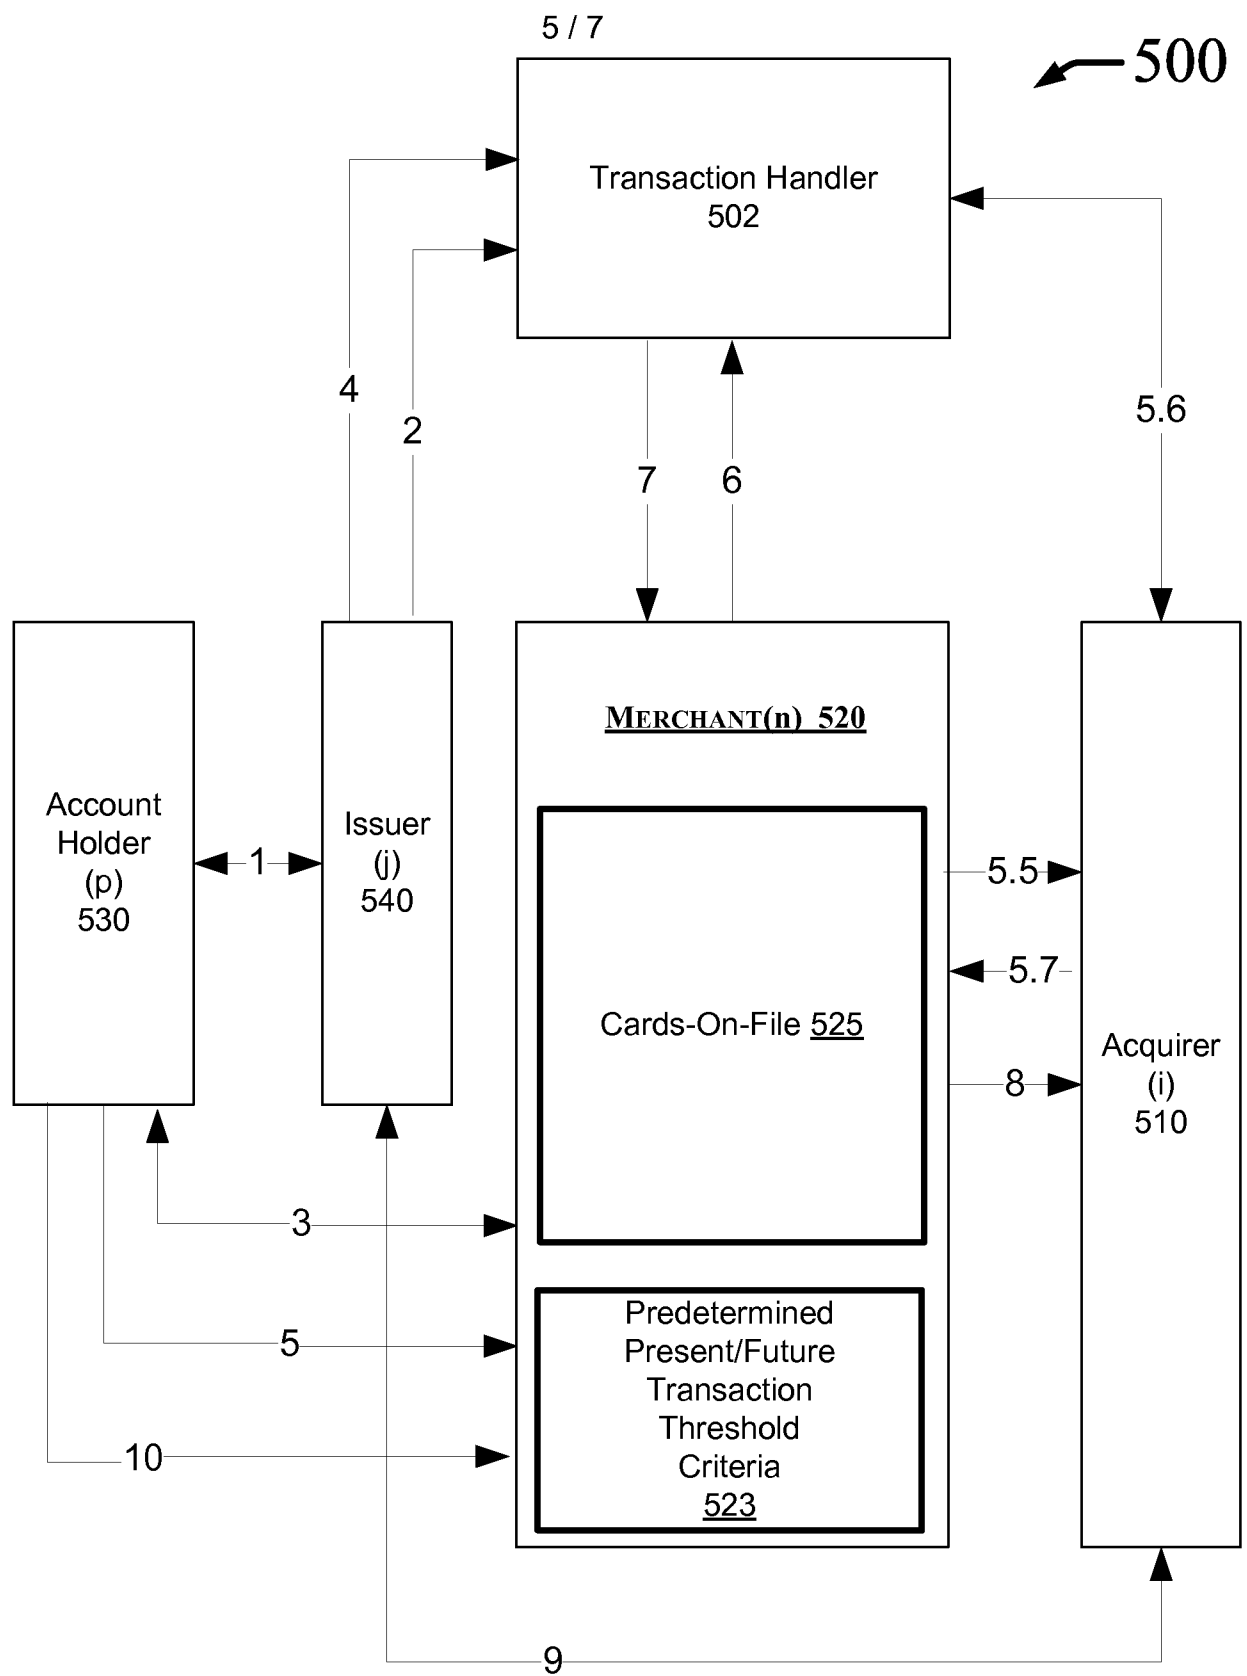 5 / 7
500
Transaction Handler
502
4
2
7
6
5.6
MERCHANT(n) 520
Account
Holder
(p)
530
1
Issuer
(j)
540
5.5
5.7
8
Cards-On-File 525
Acquirer
(i)
510
3
5
10
Predetermined
Present/Future
Transaction
Threshold
Criteria
523
9